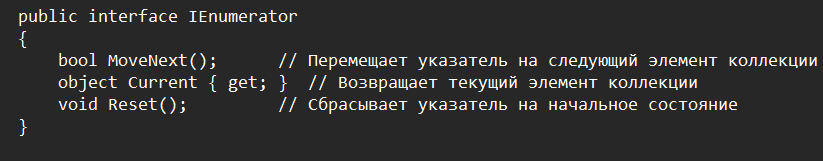 public interface IEnumerator
{
    bool MoveNext();      // Перемещает указатель на следующий элемент коллекции
    object Current { get; }  // Возвращает текущий элемент коллекции
    void Reset();         // Сбрасывает указатель на начальное состояние
}